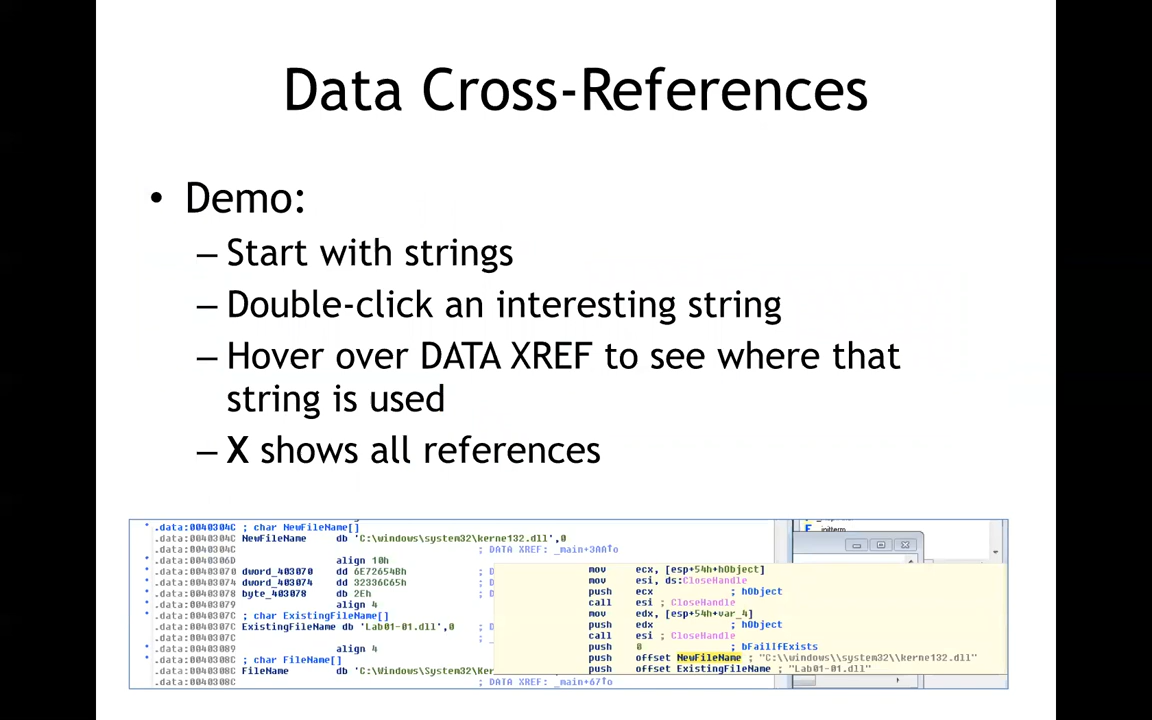 Data Cross-References
• Demo:
– Start with strings
– Double-click an interesting string
– Hover over DATA XREF to see where that
string is used
– X shows all references
.data:0040304C ; char NewFileName[]
.data:0040304C NewFileName db 'C:\windows\system32\kerne132.dll',0
.data:0040304C ; DATA XREF: _main+3AA↑o
.data:0040306D align 10h
.data:00403070 dword_403070 dd 6E72654Bh
.data:00403074 dword_403074 dd 32336C65h
.data:00403078 byte_403078 db 2Eh
.data:00403079 align 4
.data:0040307C ; char ExistingFileName[]
.data:0040307C ExistingFileName db 'Lab01-01.dll',0
.data:0040307C
.data:00403089 align 4
.data:0040308C ; char FileName[]
.data:0040308C FileName db 'C:\Windows\System32\Ker
.data:0040308C ; DATA XREF: _main+67↑o
mov ecx, [esp+54h+hObject]
mov esi, ds:CloseHandle
push ecx ; hObject
call esi ; CloseHandle
mov edx, [esp+54h+var_4]
push edx ; hObject
call esi ; CloseHandle
push 0 ; bFailIfExists
push offset NewFileName ; "C:\\windows\\system32\\kerne132.dll"
push offset ExistingFileName ; "Lab01-01.dll"